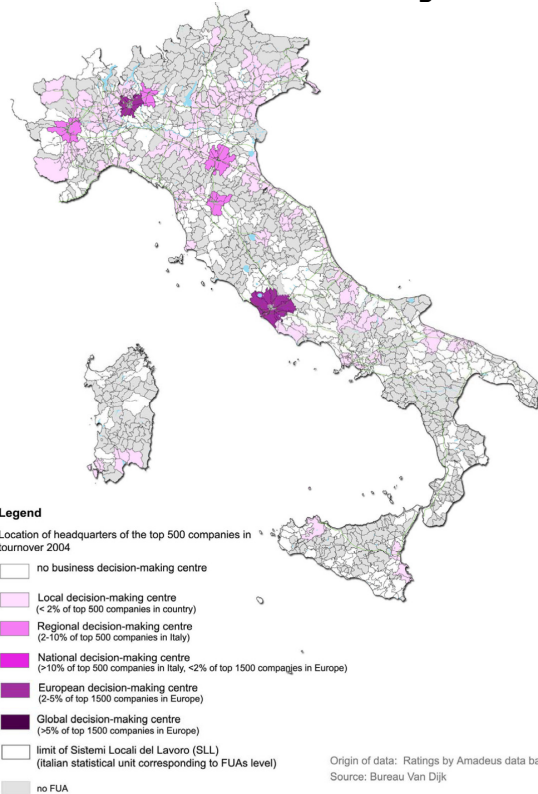 Legend
Location of headquarters of the top 500 companies in
tournover 2004
no business decision-making centre
Local decision-making centre
(< 2% of top 500 companies in country)
Regional decision-making centre
(2-10% of top 500 companies in Italy)
National decision-making centre
(>10% of top 500 companies in Italy, <2% of top 1500 companies in Europe)
European decision-making centre
(2-5% of top 1500 companies in Europe)
Global decision-making centre
(>5% of top 1500 companies in Europe)
limit of Sistemi Locali del Lavoro (SLL)
(italian statistical unit corresponding to FUAs level)
no FUA
Origin of data: Ratings by Amadeus data ba
Source: Bureau Van Dijk